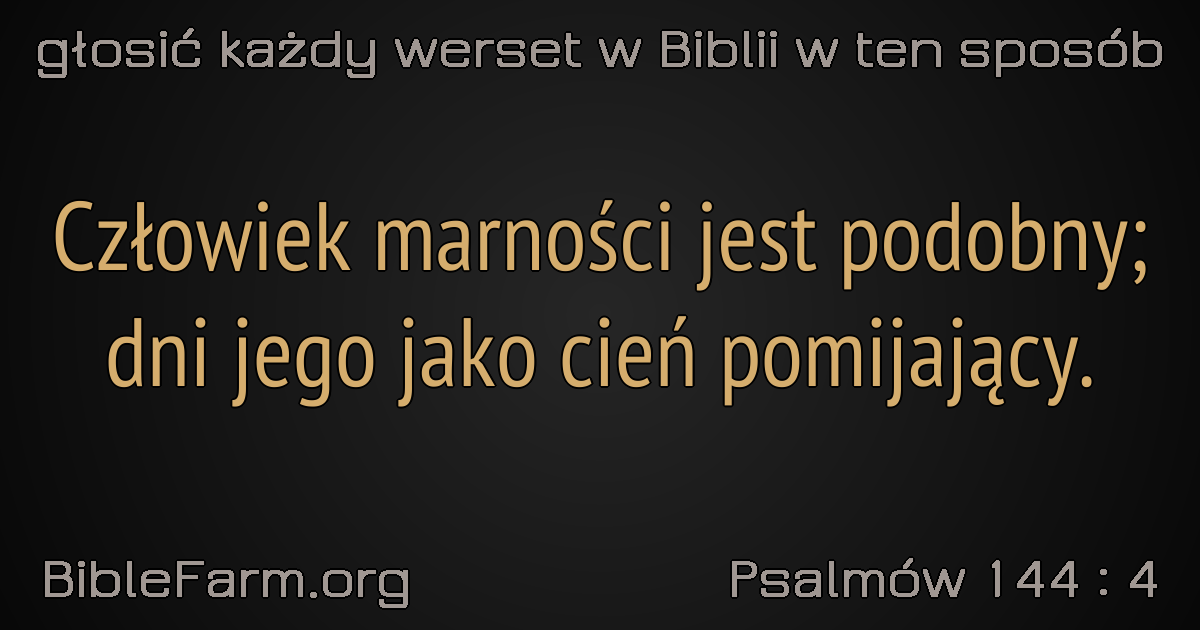 głosić każdy werset w Biblii w ten sposób
Człowiek marności jest podobny;
dni jego jako cień pomijający.
BibleFarm.org
Psalmów 144 : 4